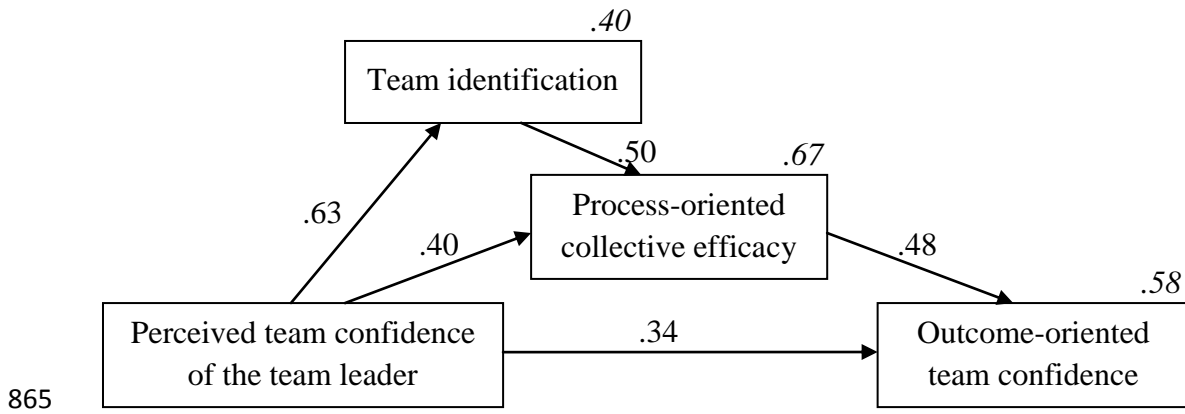 .40
Team identification
.50
.67
Process-oriented
collective efficacy
.63
.40
.48
.58
Perceived team confidence
of the team leader
.34
Outcome-oriented
team confidence
865